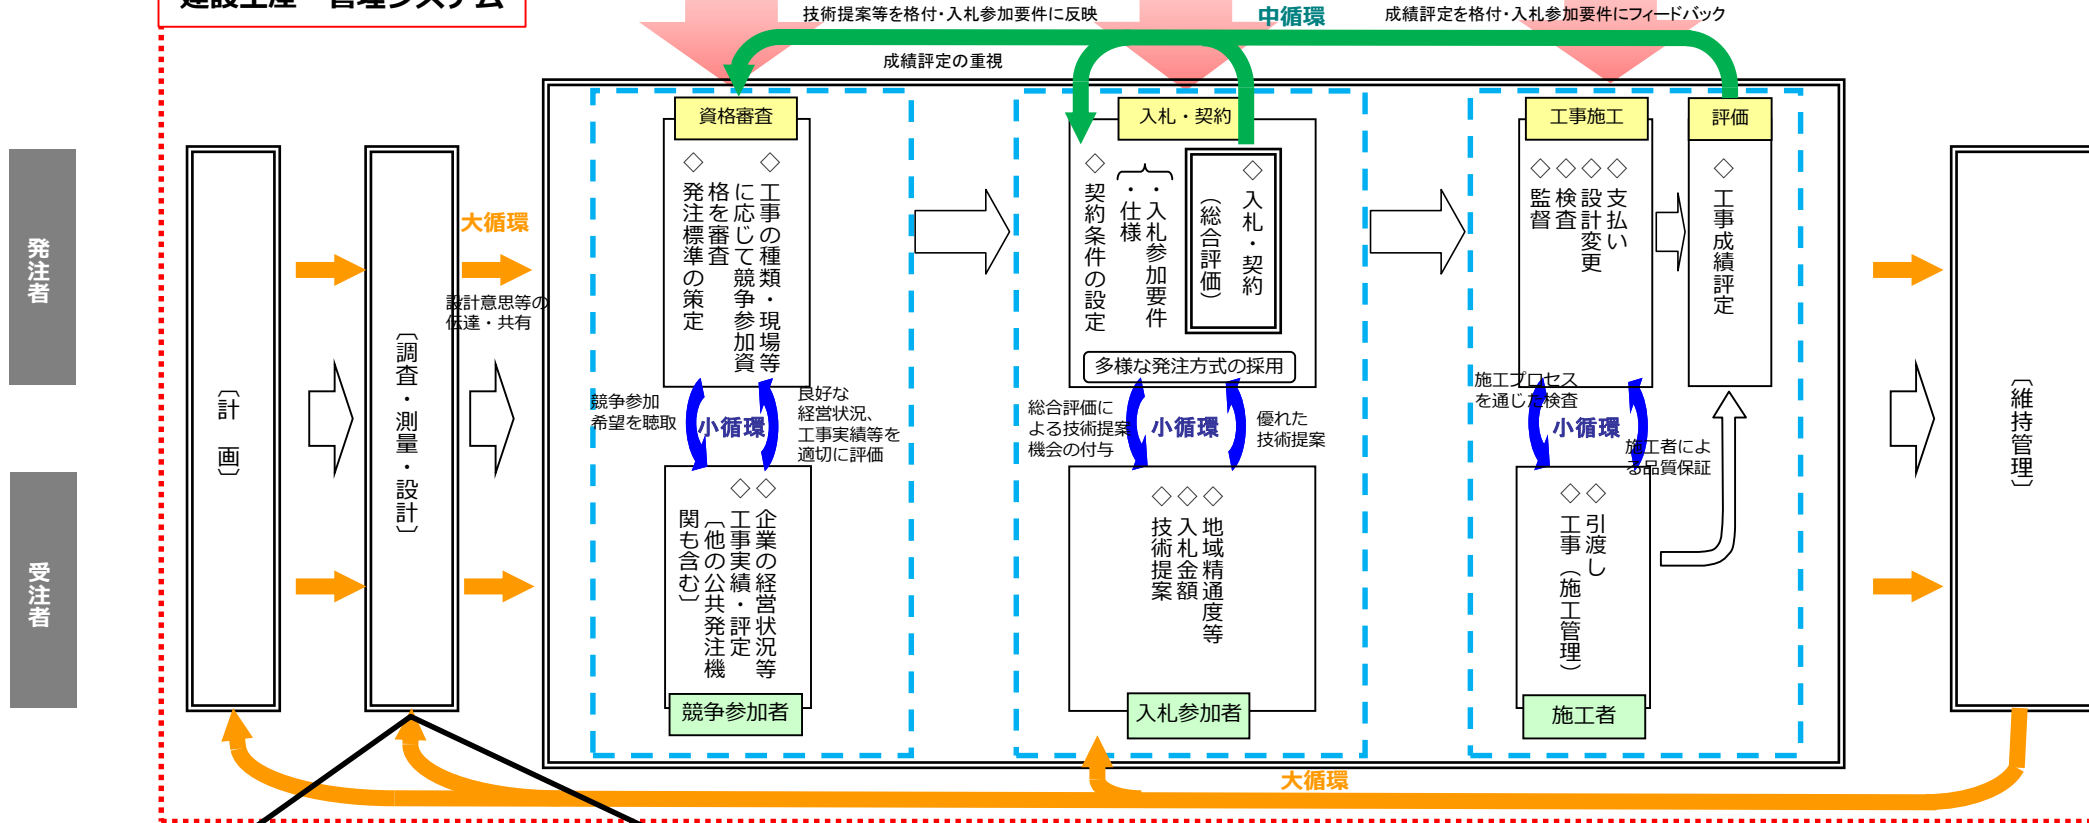 建設生産・管理システム
技術提案等を格付・入札参加要件に反映
中循環
成績評定を格付・入札参加要件にフィードバック
成績評定の重視
発注者
受注者
〔計　画〕
〔調査・測量・設計〕
大循環
設計意思等の
伝達・共有
資格審査
◇工事の種類・現場等
に応じて競争参加資
格を審査
◇発注標準の策定
競争参加
希望を聴取
小循環
良好な
経営状況、
工事実績等を
適切に評価
◇企業の経営状況等
◇工事実績・評定
〔他の公共発注機
関も含む〕
競争参加者
入札・契約
◇入札・契約
（総合評価）
・入札参加要件
・仕様
◇契約条件の設定
多様な発注方式の採用
総合評価に
よる技術提案
機会の付与
小循環
優れた
技術提案
◇地域精通度等
◇入札金額
◇技術提案
入札参加者
工事施工
◇支払い
◇設計変更
◇検査
◇監督
評価
◇工事成績評定
施工プロセス
を通じた検査
小循環
施工者によ
る品質保証
◇引渡し
◇工事（施工管理）
施工者
〔維持管理〕
大循環